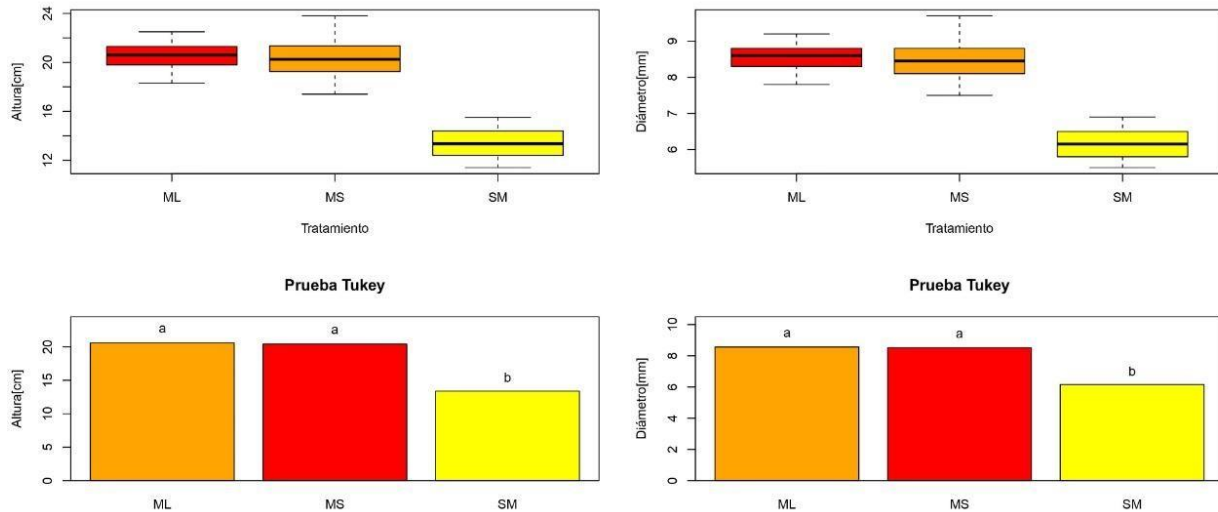 Altura[cm]
24
20
16
12
ML MS SM
Tratamiento
Diámetro[mm]
9
8
7
6
ML MS SM
Tratamiento
Prueba Tukey
Altura[cm]
20
15
10
5
0
a a b
ML MS SM
Prueba Tukey
Diámetro[mm]
10
8
6
4
2
0
a a b
ML MS SM